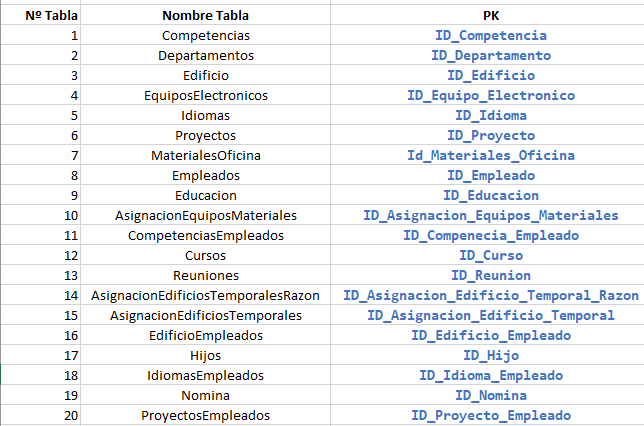 Nº Tabla Nombre Tabla PK
1 Competencias ID_Competencia
2 Departamentos ID_Departamento
3 Edificio ID_Edificio
4 EquiposElectronicos ID_Equipo_Electronico
5 Idiomas ID_Idioma
6 Proyectos ID_Proyecto
7 MaterialesOficina Id_Materiales_Oficina
8 Empleados ID_Empleado
9 Educacion ID_Educacion
10 AsignacionEquiposMateriales ID_Asignacion_Equipos_Materiales
11 CompetenciasEmpleados ID_Compenecia_Empleado
12 Cursos ID_Curso
13 Reuniones ID_Reunion
14 AsignacionEdificiosTemporalesRazon ID_Asignacion_Edificio_Temporal_Razon
15 AsignacionEdificiosTemporales ID_Asignacion_Edificio_Temporal
16 EdificioEmpleados ID_Edificio_Empleado
17 Hijos ID_Hijo
18 IdiomasEmpleados ID_Idioma_Empleado
19 Nomina ID_Nomina
20 ProyectosEmpleados ID_Proyecto_Empleado